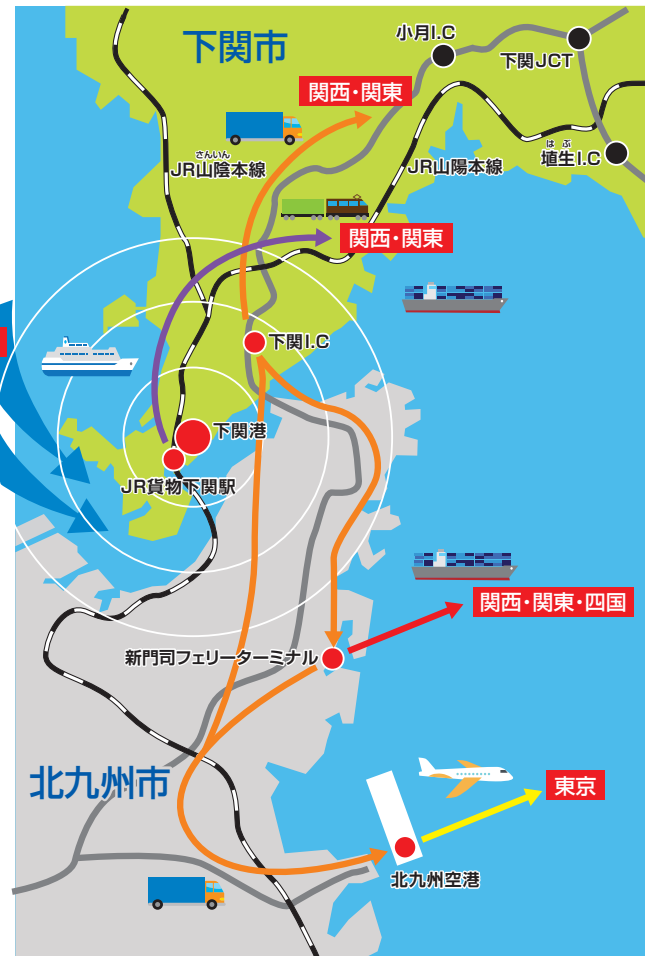 下関市
小月I.C
下関JCT
関西・関東
さんいん
JR山陰本線
JR山陽本線
はぶ
埴生I.C
関西・関東
下関I.C
下関港
JR貨物下関駅
関西・関東・四国
新門司フェリーターミナル
北九州市
東京
北九州空港